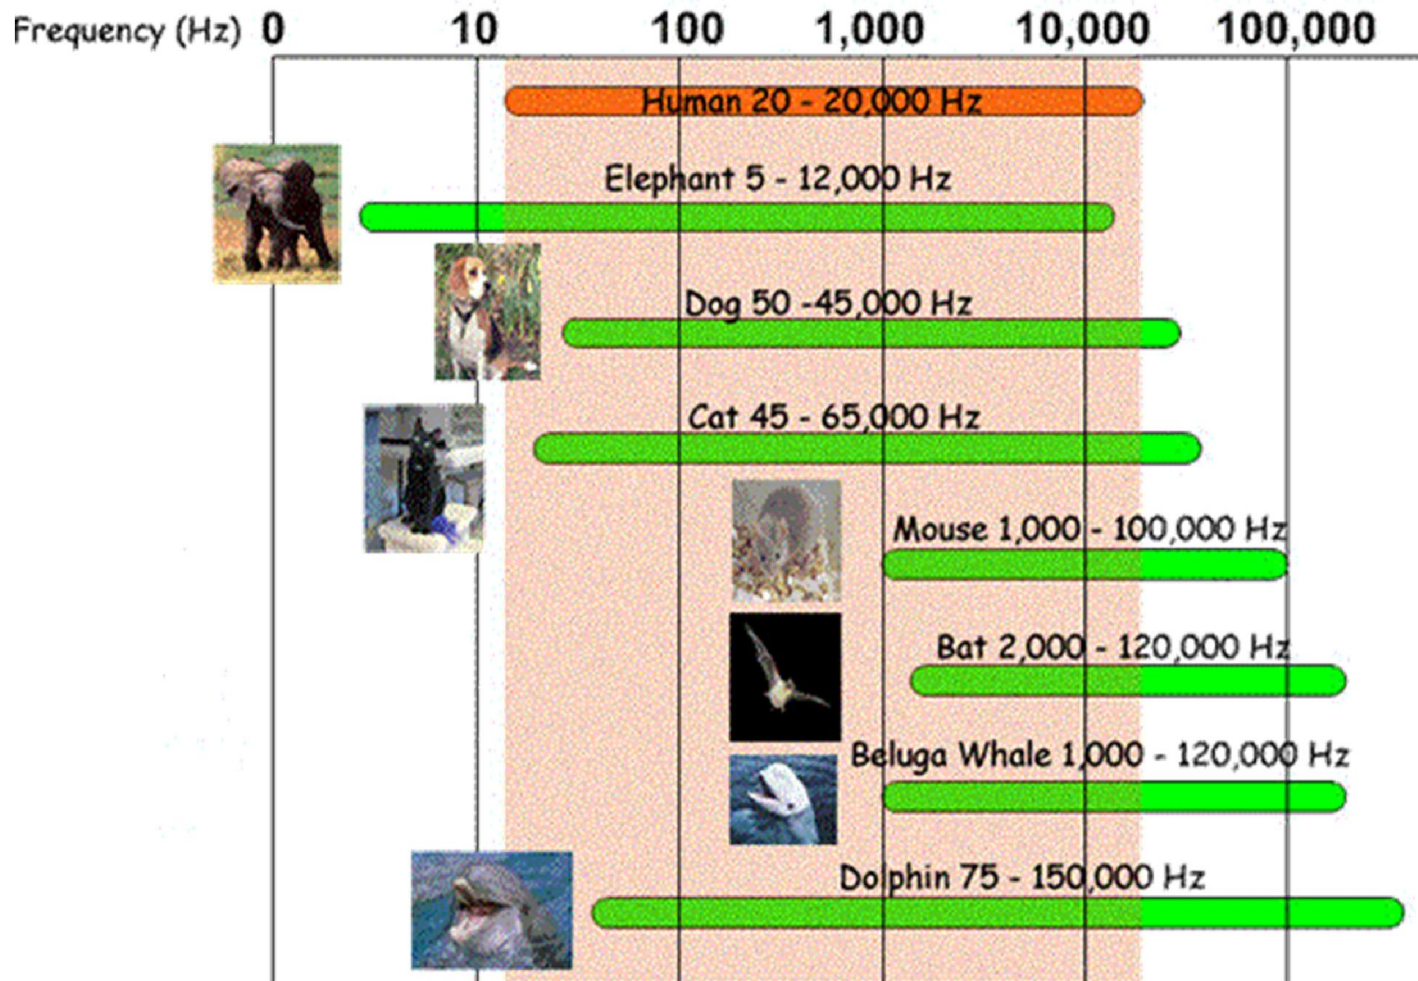 Frequency (Hz) 0 10 100 1,000 10,000 100,000
Human 20 - 20,000 Hz
Elephant 5 - 12,000 Hz
Dog 50 -45,000 Hz
Cat 45 - 65,000 Hz
Mouse 1,000 - 100,000 Hz
Bat 2,000 - 120,000 Hz
Beluga Whale 1,000 - 120,000 Hz
Dolphin 75 - 150,000 Hz